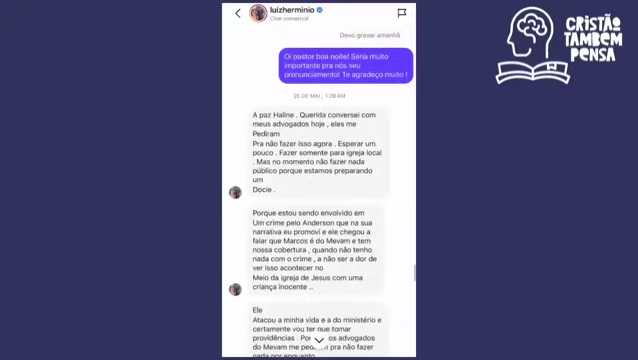 luizherminio
Chat comercial
Devo gravar amanhã
Oi pastor boa noite! Seria muito
importante pra nós seu
pronunciamento! Te agradeço muito !
25 DE MAI., 1:28 AM
A paz Haline . Querida conversei com
meus advogados hoje , eles me
Pediram
Pra não fazer isso agora . Esperar um
pouco . Fazer somente para igreja local
. Mas no momento não fazer nada
público porque estamos preparando
um
Docie .
Porque estou sendo envolvido em
Um crime pelo Anderson que na sua
narrativa eu promovi e ele chegou a
falar que Marcos é do Mevam e tem
nossa cobertura , quando não tenho
nada com o crime , a não ser a dor de
ver isso acontecer no
Meio da igreja de Jesus com uma
criança inocente ..
Ele
Atacou a minha vida e a do ministério e
certamente vou ter que tomar
providências . os advogados
do Mevam me pra não fazer
nada por enquanto
CRISTÃO
TAMBÉM
PENSA